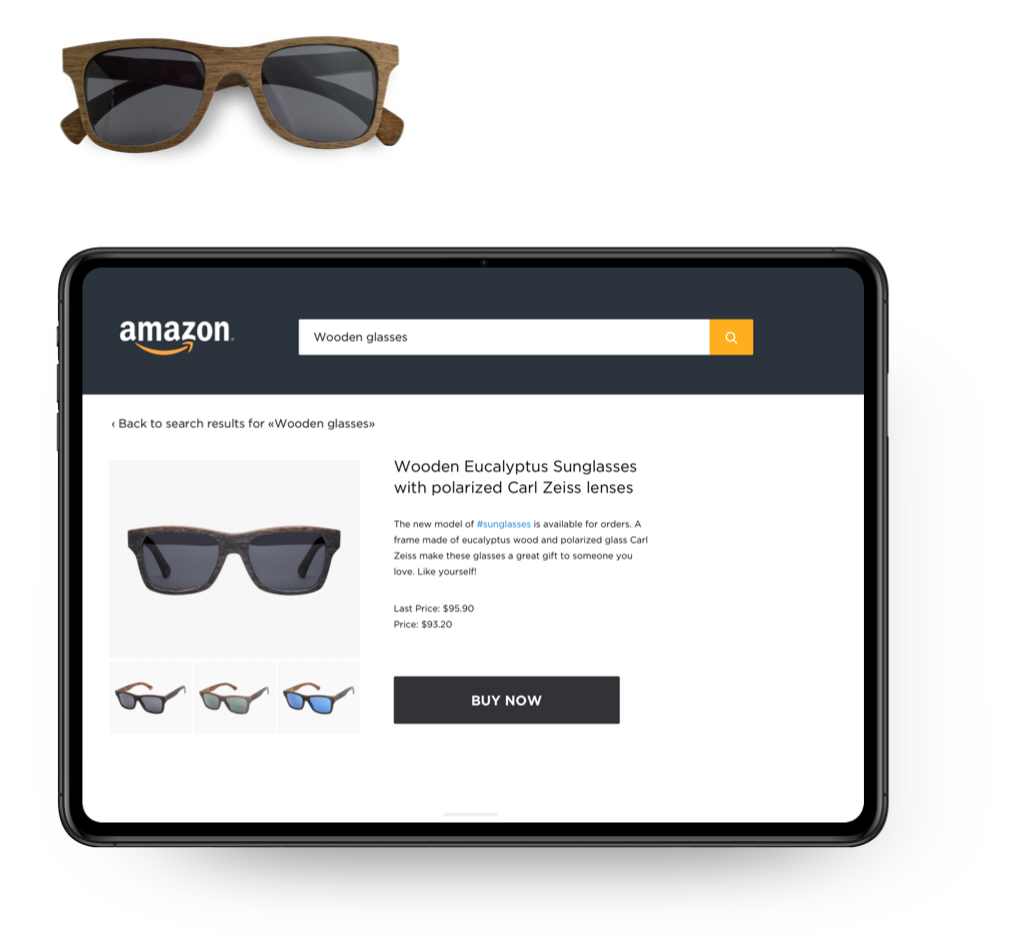 amazon
Wooden glasses
‹ Back to search results for «Wooden glasses»
Wooden Eucalyptus Sunglasses
with polarized Carl Zeiss lenses
The new model of #sunglasses is available for orders. A
frame made of eucalyptus wood and polarized glass Carl
Zeiss make these glasses a great gift to someone you
love. Like yourself!
Last Price: $95.90
Price: $93.20
BUY NOW